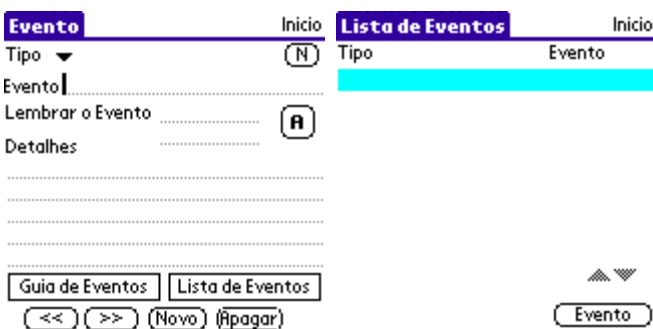 Evento Inicio
Tipo N
Evento
Lembrar o Evento A
Detalhes
Guia de Eventos Lista de Eventos
<< >> Novo Apagar
Lista de Eventos Inicio
Tipo Evento
Evento